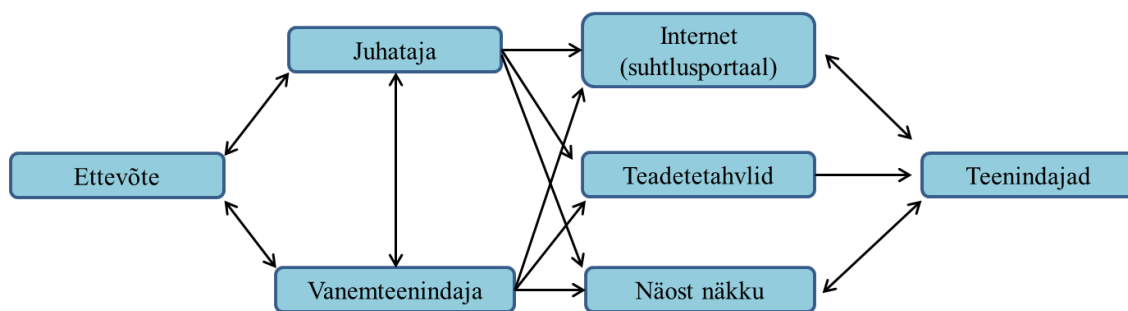 Juhataja
Internet
(suhtlusportaal)
Ettevõte
Teadetetahvlid
Teenindajad
Vanemteenindaja
Näost näkku